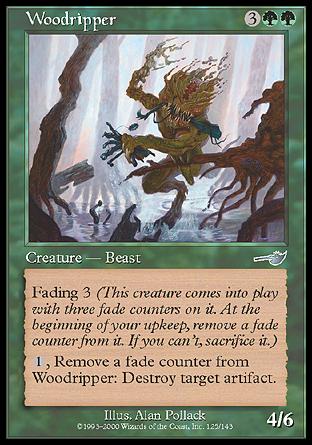 Woodripper 3
Creature — Beast
Fading 3 (This creature comes into play
with three fade counters on it. At the
beginning of your upkeep, remove a fade
counter from it. If you can't, sacrifice it.)
1, Remove a fade counter from
Woodripper: Destroy target artifact.
Illus. Alan Pollack
4/6
©1993–2000 Wizards of the Coast, Inc. 125/143